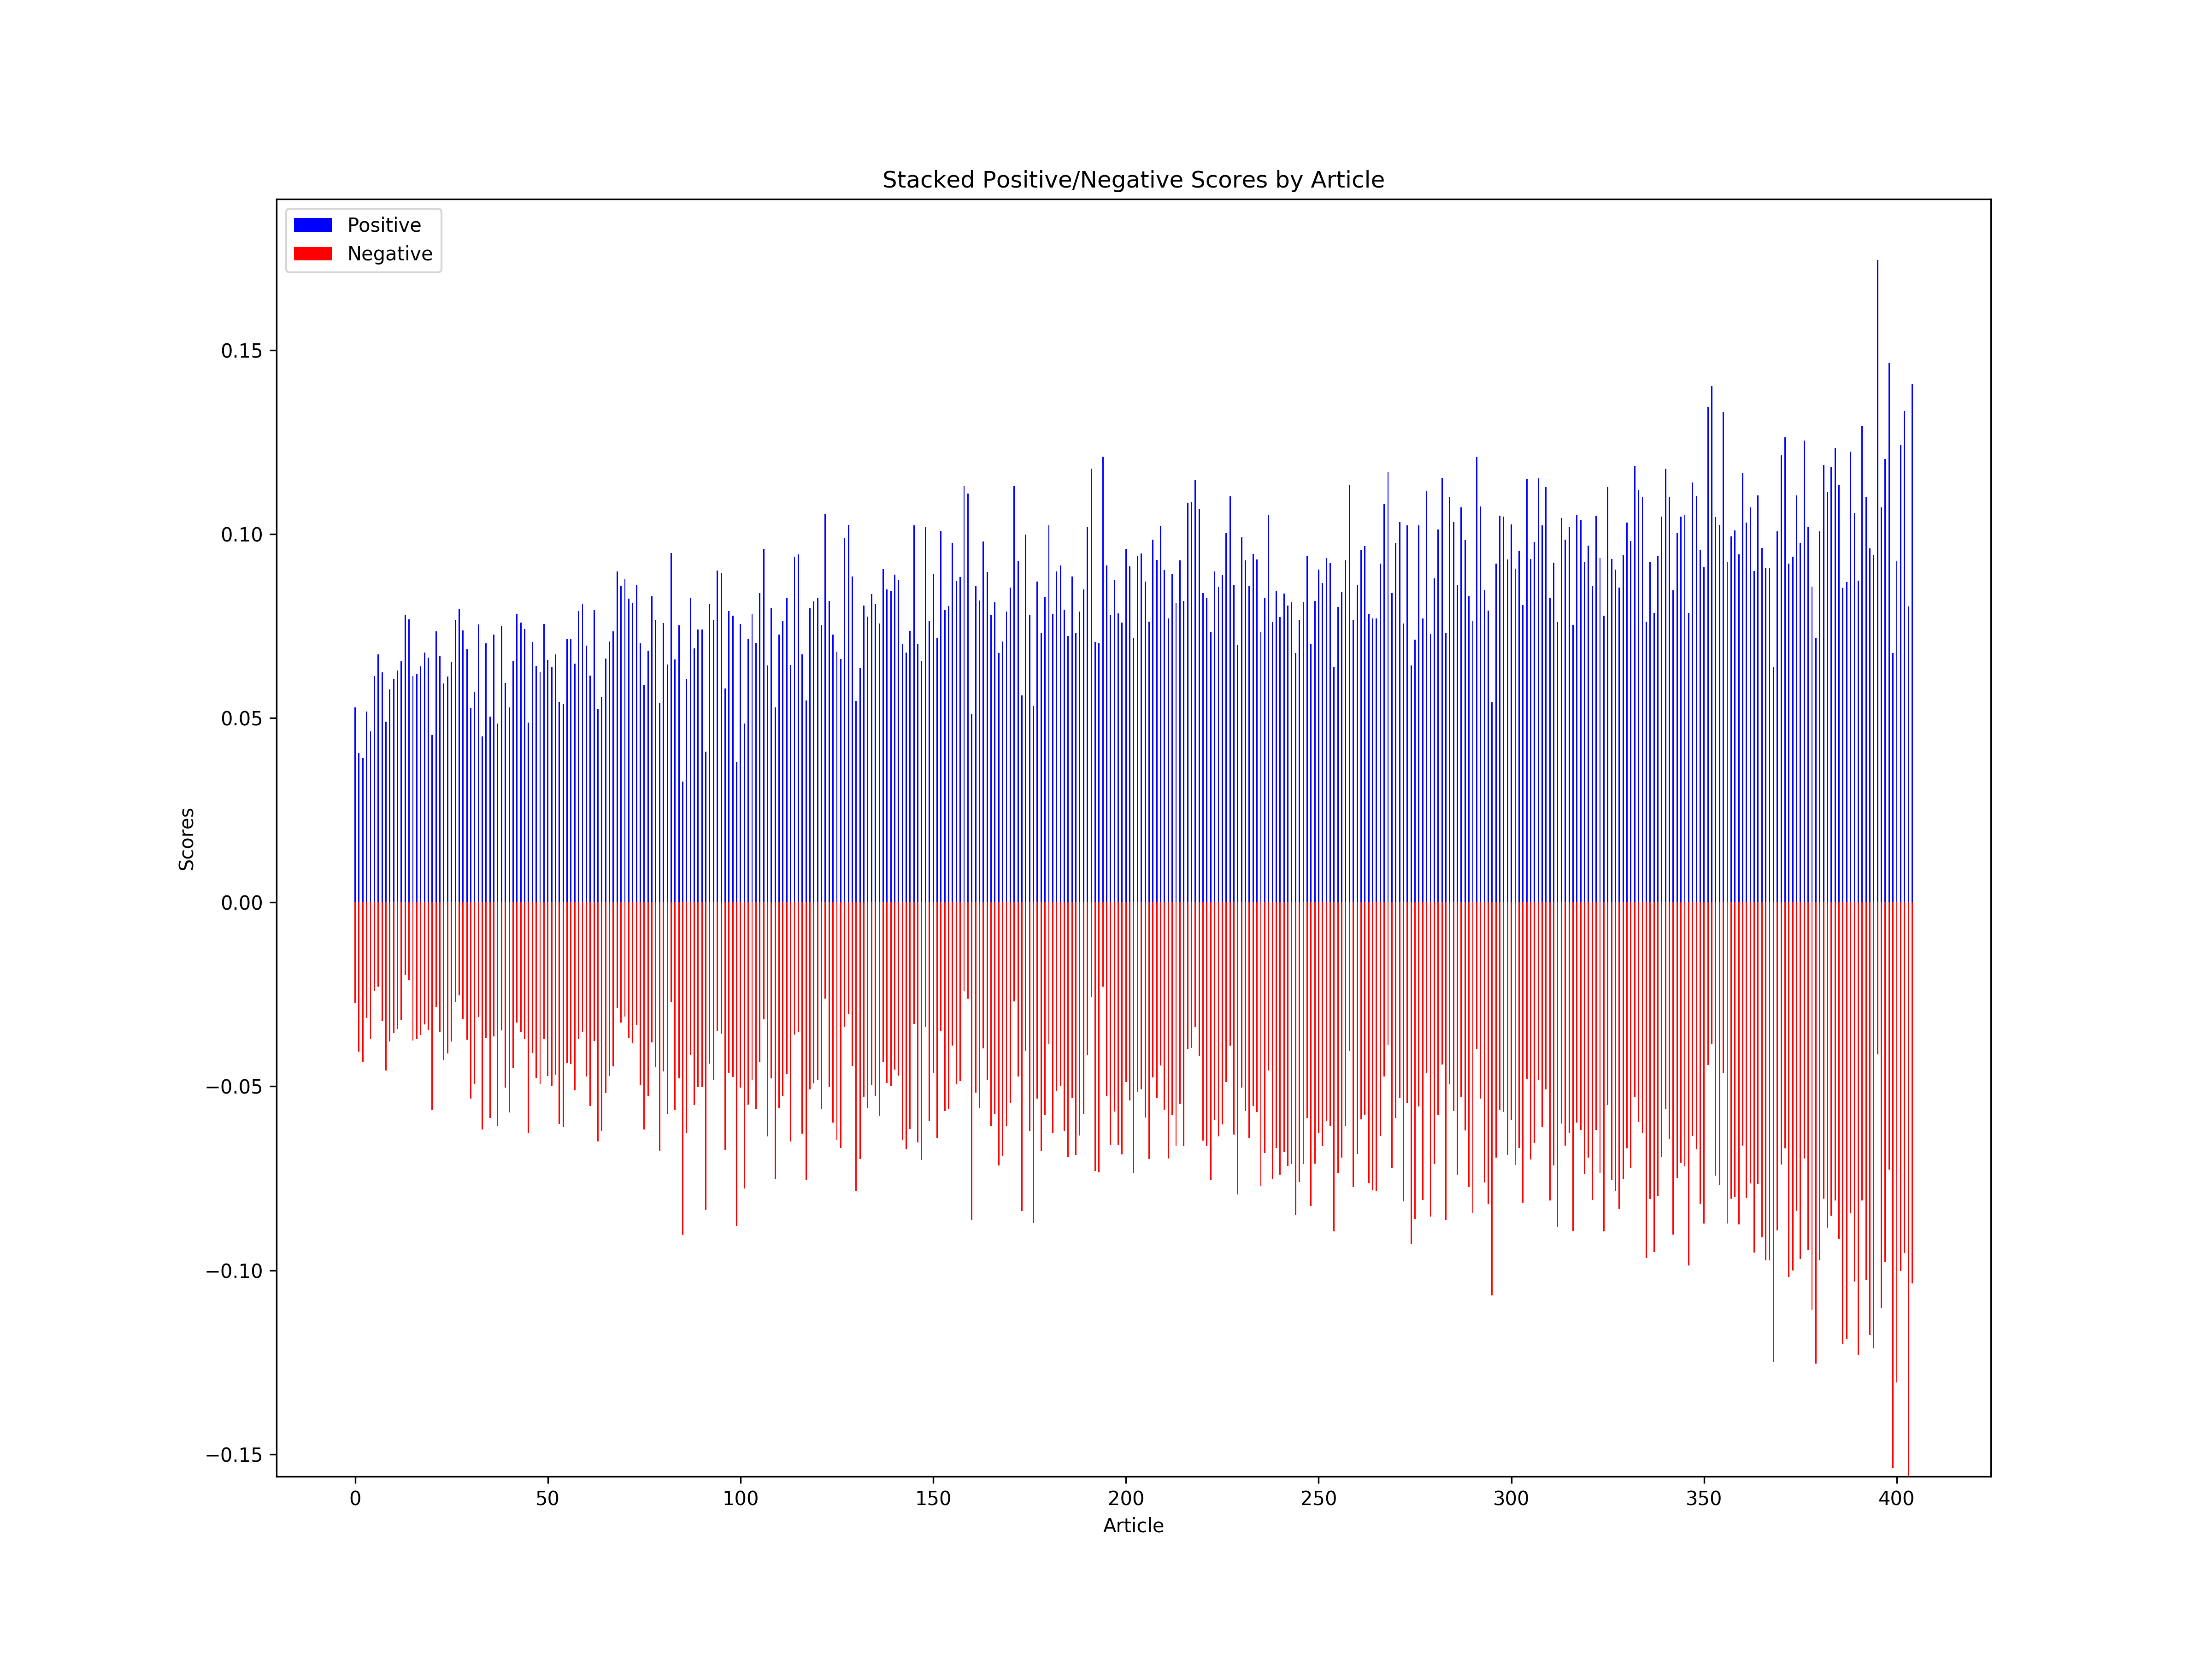 Stacked Positive/Negative Scores by Article
Positive
Negative
0.15
0.10
0.05
0.00
−0.05
−0.10
−0.15
Scores
0 50 100 150 200 250 300 350 400
Article